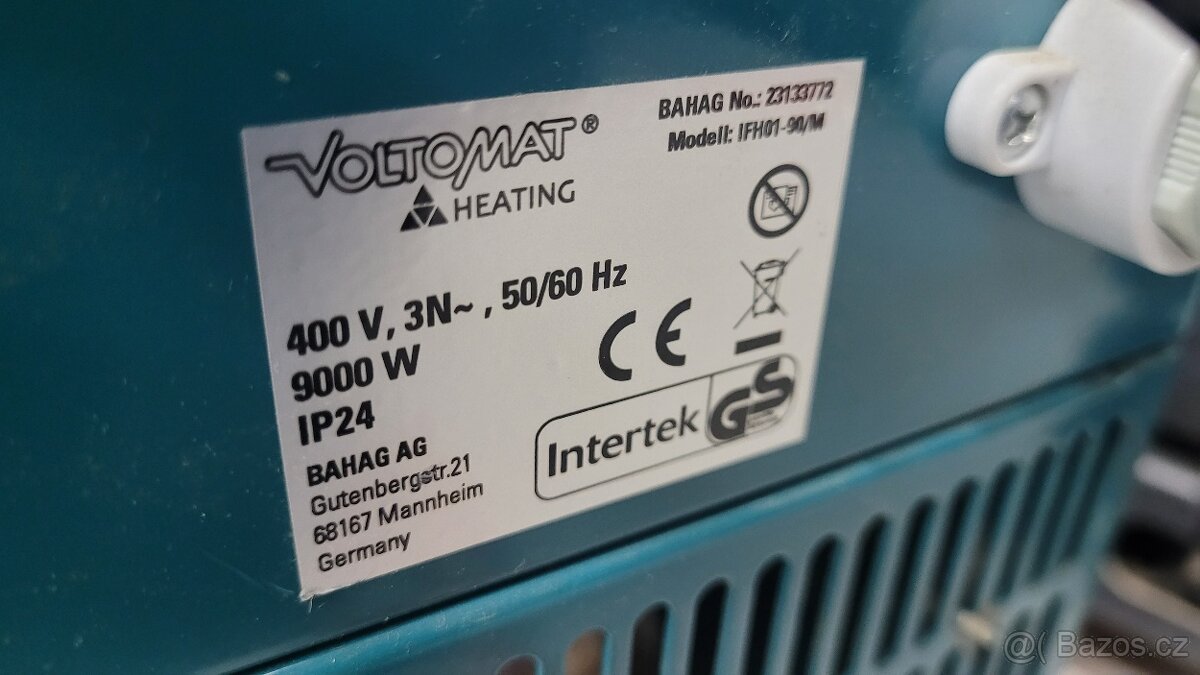 VOLTOMAT®
HEATING
BAHAG No.: 23133772
Modell: IFH01-90/M
400 V, 3N~ , 50/60 Hz
9000 W
IP24
BAHAG AG
Gutenbergstr.21
68167 Mannheim
Germany
CE
Intertek
GS
@( Bazos.cz